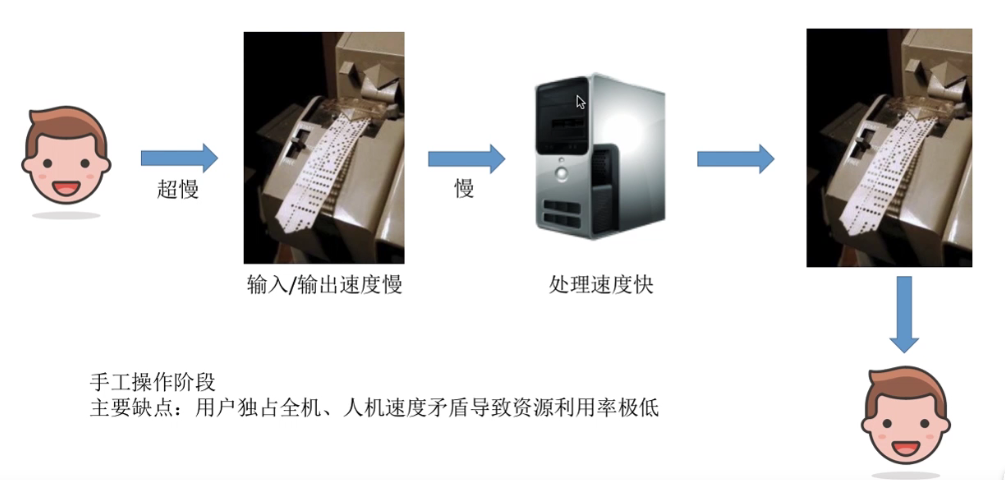 超慢
慢
输入/输出速度慢
处理速度快
手工操作阶段
主要缺点：用户独占全机、人机速度矛盾导致资源利用率极低